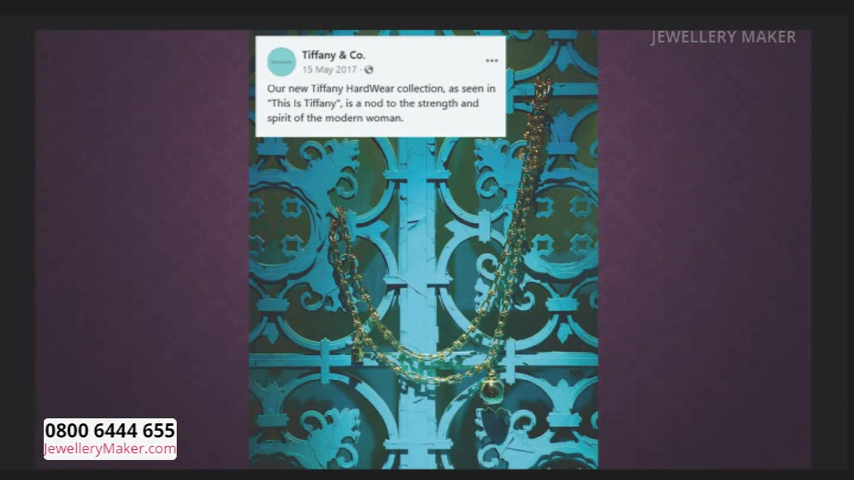 JEWELLERY MAKER
Tiffany & Co.
15 May 2017 ·
Our new Tiffany HardWear collection, as seen in
"This Is Tiffany", is a nod to the strength and
spirit of the modern woman.
0800 6444 655
JewelleryMaker.com